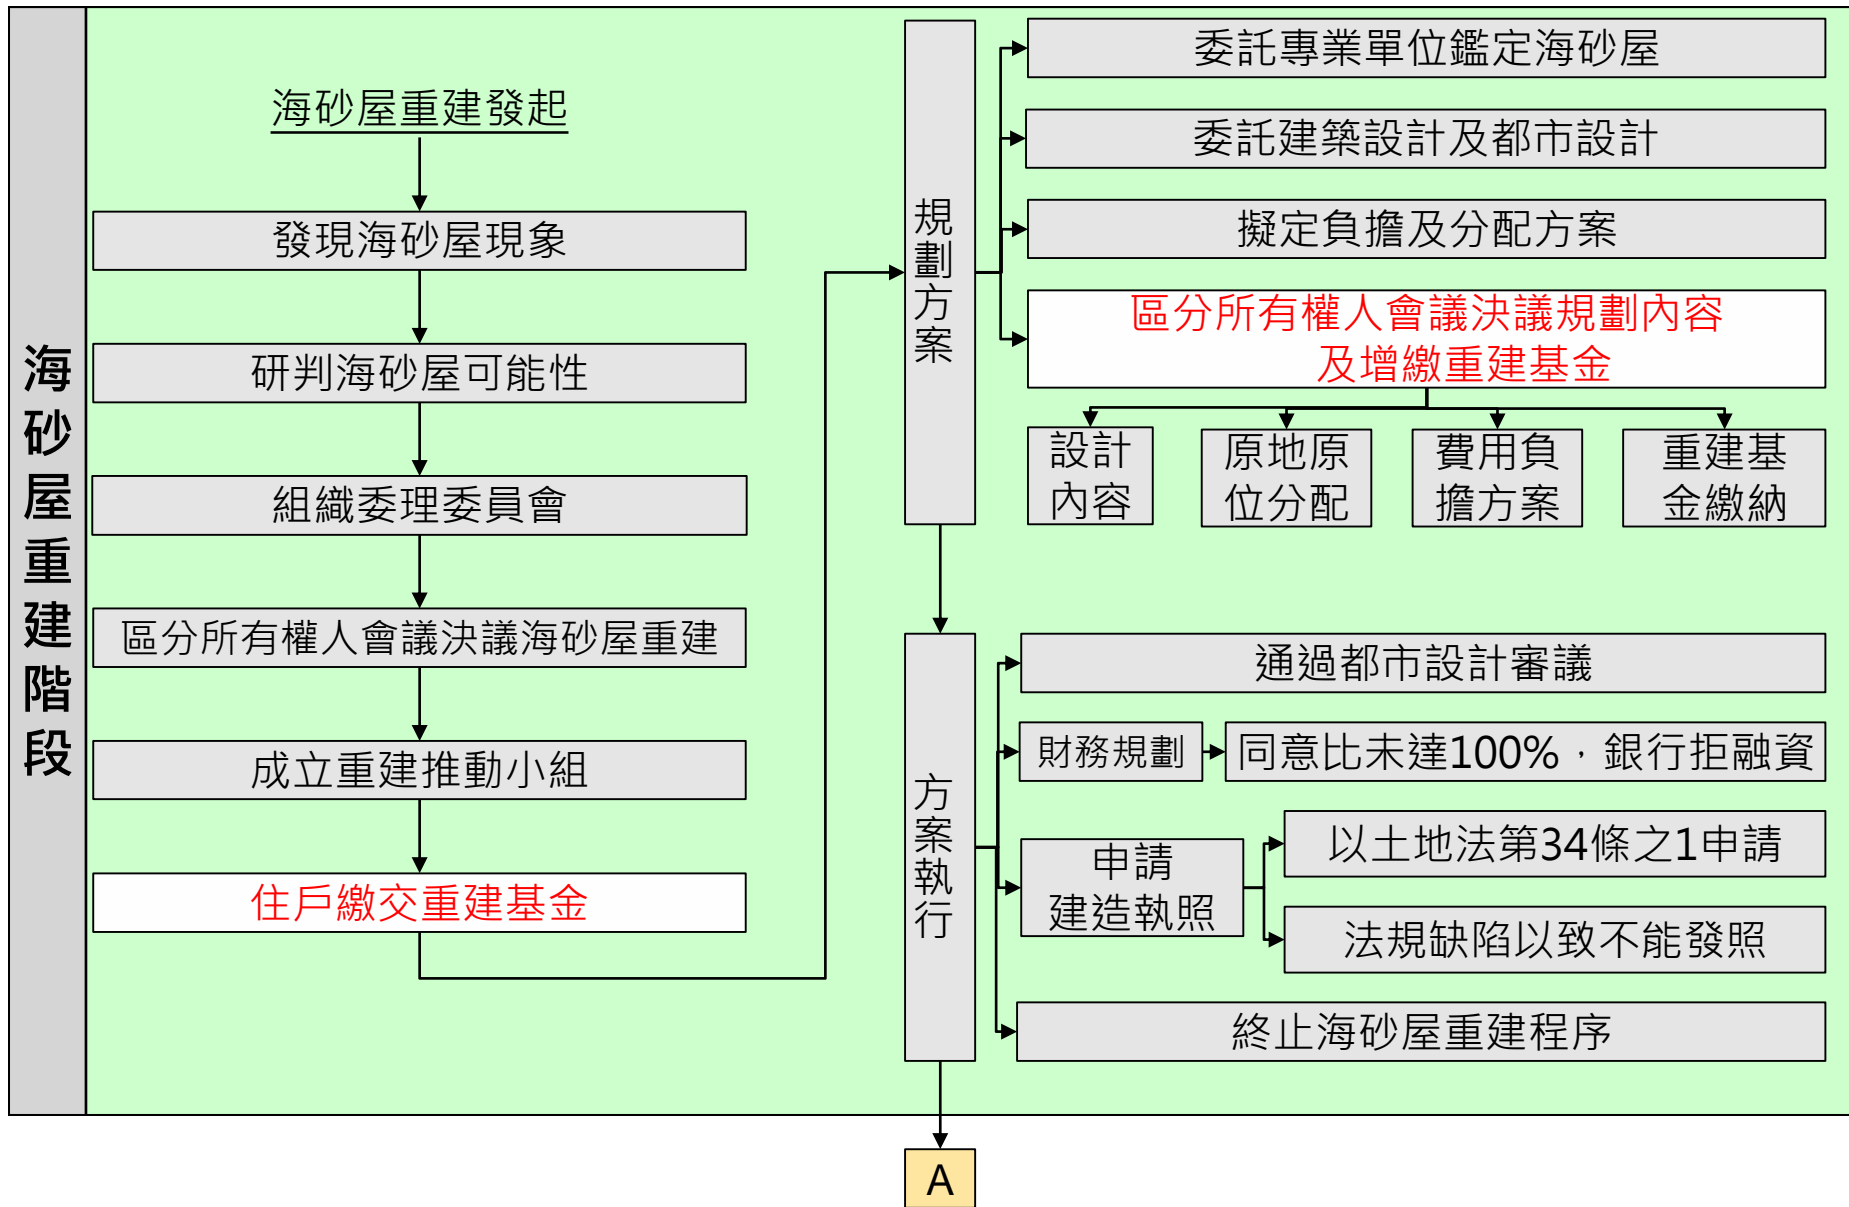 海砂屋重建階段
海砂屋重建發起
發現海砂屋現象
研判海砂屋可能性
組織委理委員會
區分所有權人會議決議海砂屋重建
成立重建推動小組
住戶繳交重建基金
規劃方案
委託專業單位鑑定海砂屋
委託建築設計及都市設計
擬定負擔及分配方案
區分所有權人會議決議規劃內容
及增繳重建基金
設計
內容
原地原
位分配
費用負
擔方案
重建基
金繳納
方案執行
通過都市設計審議
財務規劃
同意比未達100%，銀行拒融資
申請
建造執照
以土地法第34條之1申請
法規缺陷以致不能發照
終止海砂屋重建程序
A